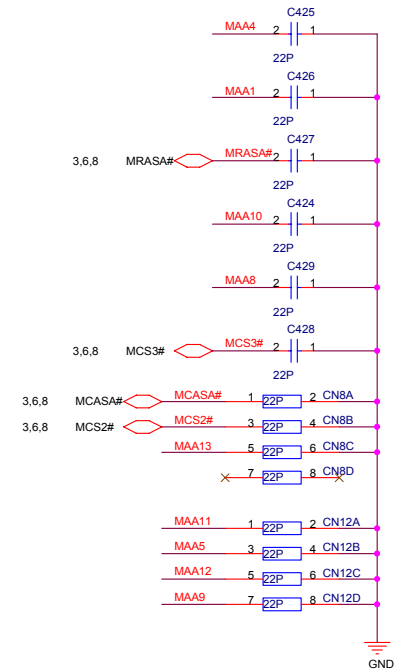 C425
MAA4 2 1
22P
C426
MAA1 2 1
22P
C427
3,6,8 MRASA# MRASA# 2 1
22P
C424
MAA10 2 1
22P
C429
MAA8 2 1
22P
C428
3,6,8 MCS3# MCS3# 2 1
22P
3,6,8 MCASA# MCASA# 1 22P 2 CN8A
3,6,8 MCS2# MCS2# 3 22P 4 CN8B
MAA13 5 22P 6 CN8C
7 22P 8 CN8D
MAA11 1 22P 2 CN12A
MAA5 3 22P 4 CN12B
MAA12 5 22P 6 CN12C
MAA9 7 22P 8 CN12D
GND